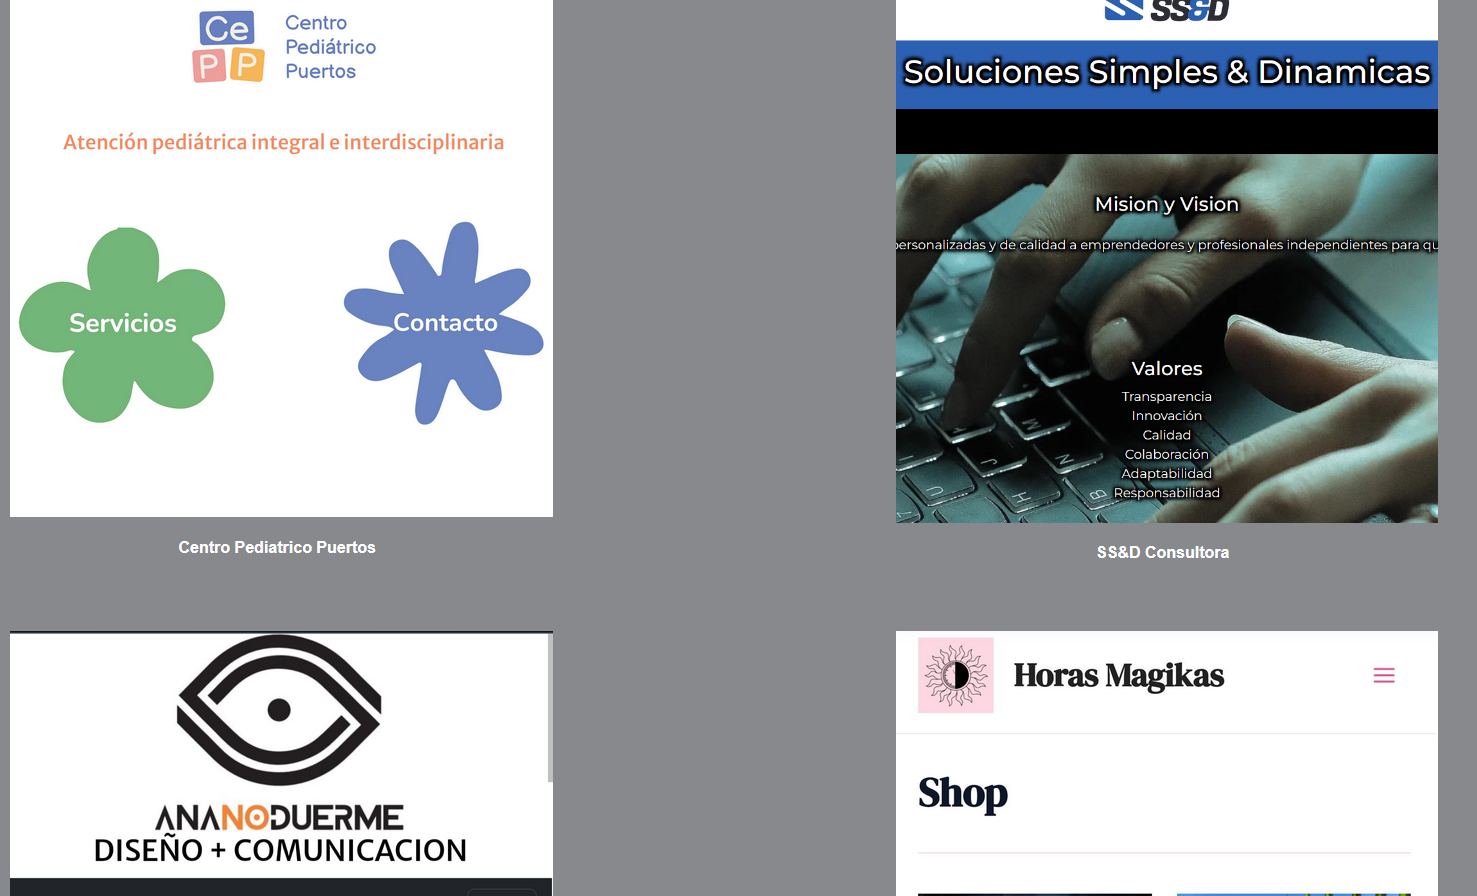 Ce
P P
Centro
Pediátrico
Puertos
Atención pediátrica integral e interdisciplinaria
Servicios
Contacto
Centro Pediatrico Puertos
SS&D
Soluciones Simples & Dinamicas
Mision y Vision
personalizadas y de calidad a emprendedores y profesionales independientes para qu
Valores
Transparencia
Innovación
Calidad
Colaboración
Adaptabilidad
Responsabilidad
SS&D Consultora
ANANODUERME
DISEÑO + COMUNICACION
Horas Magikas
Shop